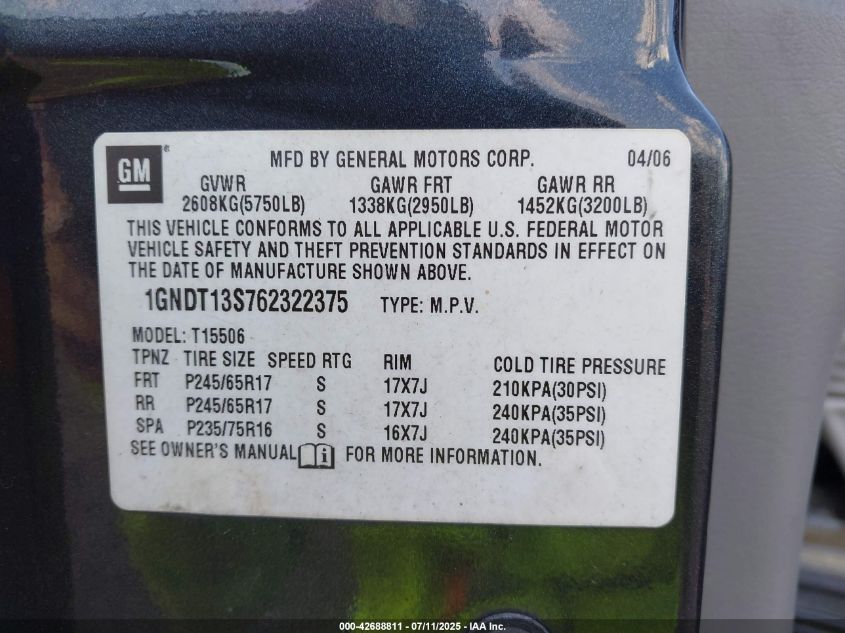 GM ® MFD BY GENERAL MOTORS CORP. 04/06
GVWR GAWR FRT GAWR RR
2608KG(5750LB) 1338KG(2950LB) 1452KG(3200LB)
THIS VEHICLE CONFORMS TO ALL APPLICABLE U.S. FEDERAL MOTOR
VEHICLE SAFETY AND THEFT PREVENTION STANDARDS IN EFFECT ON
THE DATE OF MANUFACTURE SHOWN ABOVE.
1GNDT13S762322375 TYPE: M.P.V.
MODEL: T15506
TPNZ TIRE SIZE SPEED RTG RIM COLD TIRE PRESSURE
FRT P245/65R17 S 17X7J 210KPA(30PSI)
RR P245/65R17 S 17X7J 240KPA(35PSI)
SPA P235/75R16 S 16X7J 240KPA(35PSI)
SEE OWNER'S MANUAL i FOR MORE INFORMATION.
000-42688811 - 07/11/2025 - IAA Inc.